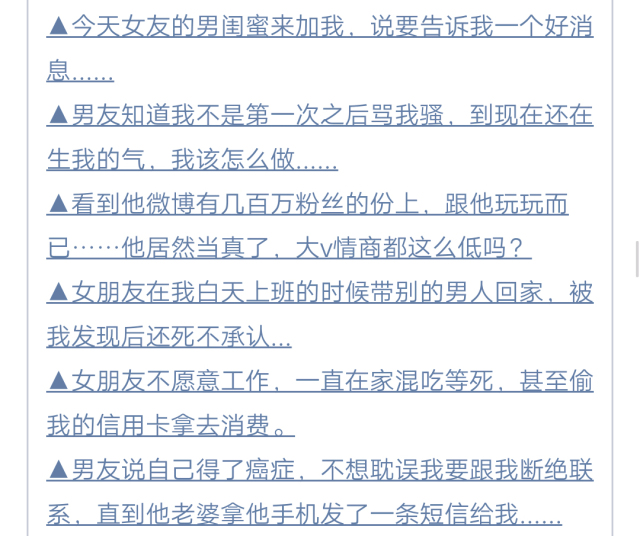 ▲今天女友的男闺蜜来加我，说要告诉我一个好消
息......
▲男友知道我不是第一次之后骂我骚，到现在还在
生我的气，我该怎么做......
▲看到他微博有几百万粉丝的份上，跟他玩玩而
已……他居然当真了，大v情商都这么低吗？
▲女朋友在我白天上班的时候带别的男人回家，被
我发现后还死不承认...
▲女朋友不愿意工作，一直在家混吃等死，甚至偷
我的信用卡拿去消费。
▲男友说自己得了癌症，不想耽误我要跟我断绝联
系，直到他老婆拿他手机发了一条短信给我......